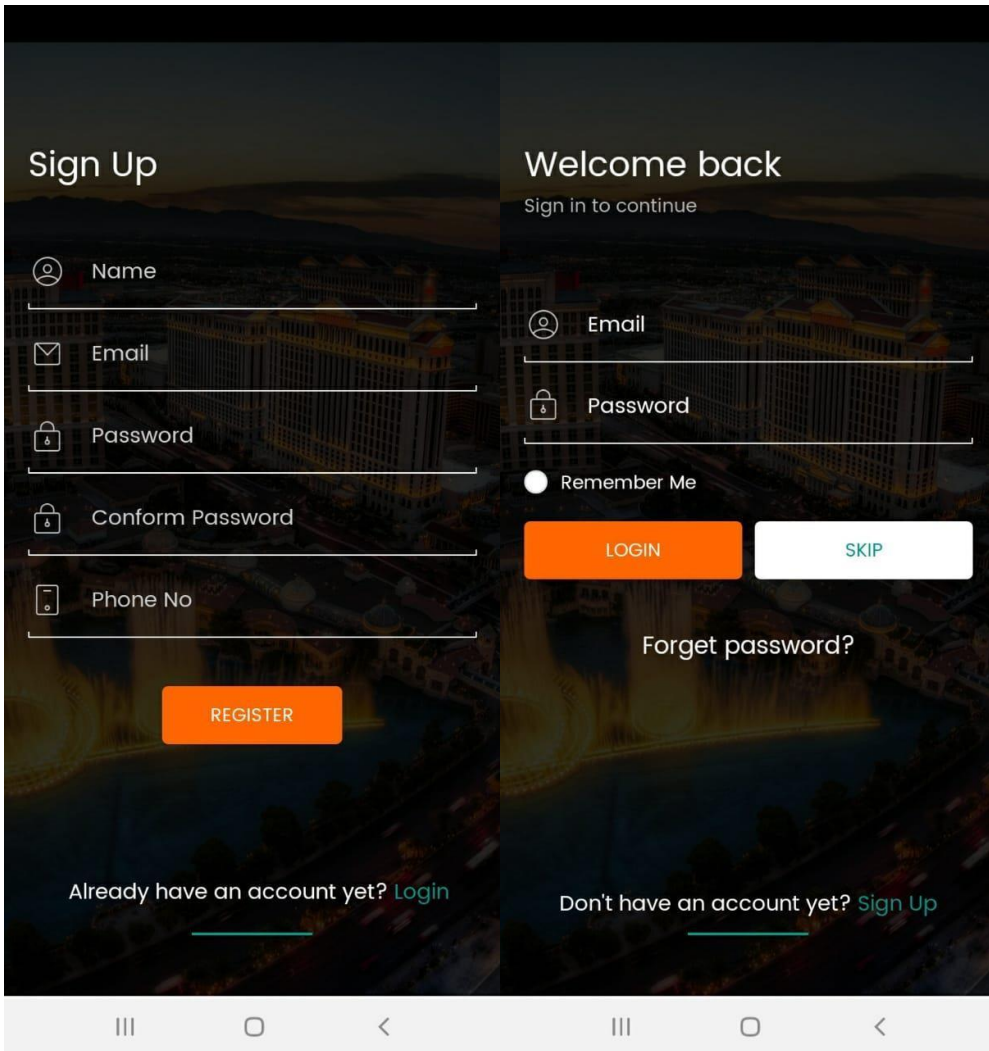 Sign Up
Name
Email
Password
Conform Password
Phone No
REGISTER
Already have an account yet? Login
Welcome back
Sign in to continue
Email
Password
Remember Me
LOGIN
SKIP
Forget password?
Don't have an account yet? Sign Up